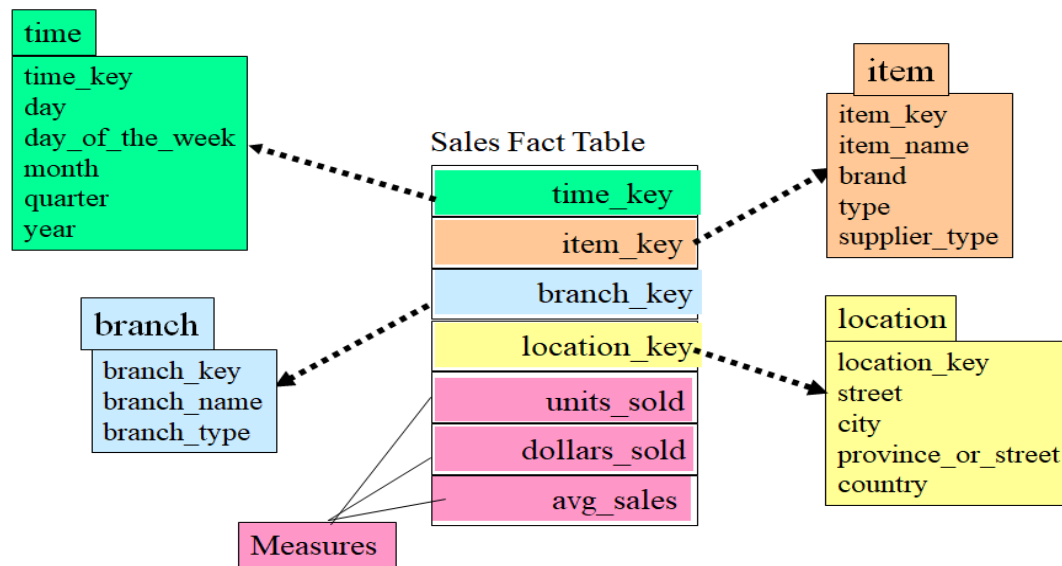 time
time_key
day
day_of_the_week
month
quarter
year
item
item_key
item_name
brand
type
supplier_type
Sales Fact Table
time_key
item_key
branch_key
location_key
units_sold
dollars_sold
avg_sales
branch
branch_key
branch_name
branch_type
location
location_key
street
city
province_or_street
country
Measures